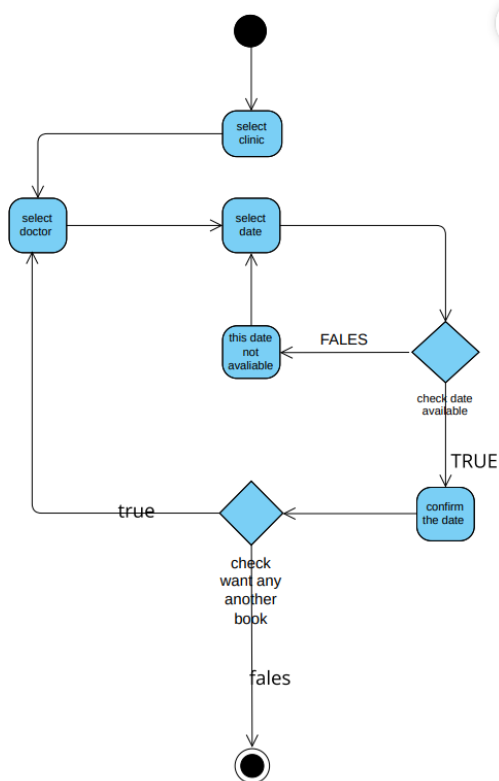 select
clinic
select
doctor
select
date
this date
not
avaliable
FALES
check date
available
TRUE
confirm
the date
true
check
want any
another
book
fales